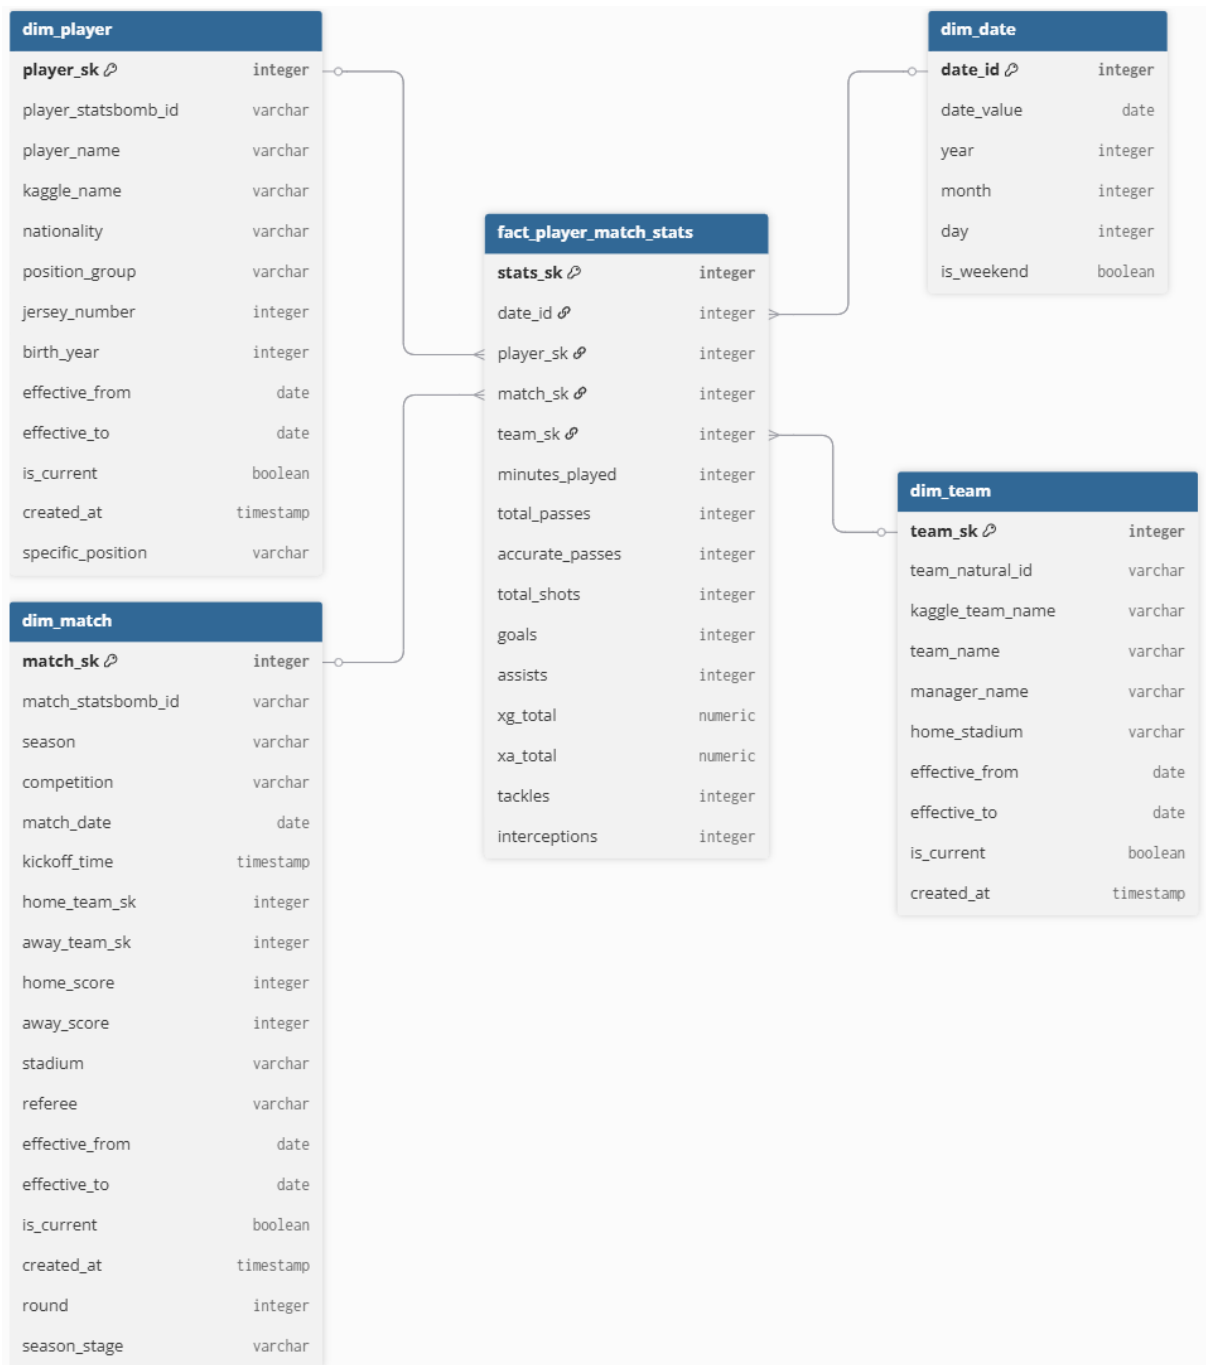 dim_player
player_sk integer
player_statsbomb_id varchar
player_name varchar
kaggle_name varchar
nationality varchar
position_group varchar
jersey_number integer
birth_year integer
effective_from date
effective_to date
is_current boolean
created_at timestamp
specific_position varchar
dim_match
match_sk integer
match_statsbomb_id varchar
season varchar
competition varchar
match_date date
kickoff_time timestamp
home_team_sk integer
away_team_sk integer
home_score integer
away_score integer
stadium varchar
referee varchar
effective_from date
effective_to date
is_current boolean
created_at timestamp
round integer
season_stage varchar
fact_player_match_stats
stats_sk integer
date_id integer
player_sk integer
match_sk integer
team_sk integer
minutes_played integer
total_passes integer
accurate_passes integer
total_shots integer
goals integer
assists integer
xg_total numeric
xa_total numeric
tackles integer
interceptions integer
dim_date
date_id integer
date_value date
year integer
month integer
day integer
is_weekend boolean
dim_team
team_sk integer
team_natural_id varchar
kaggle_team_name varchar
team_name varchar
manager_name varchar
home_stadium varchar
effective_from date
effective_to date
is_current boolean
created_at timestamp